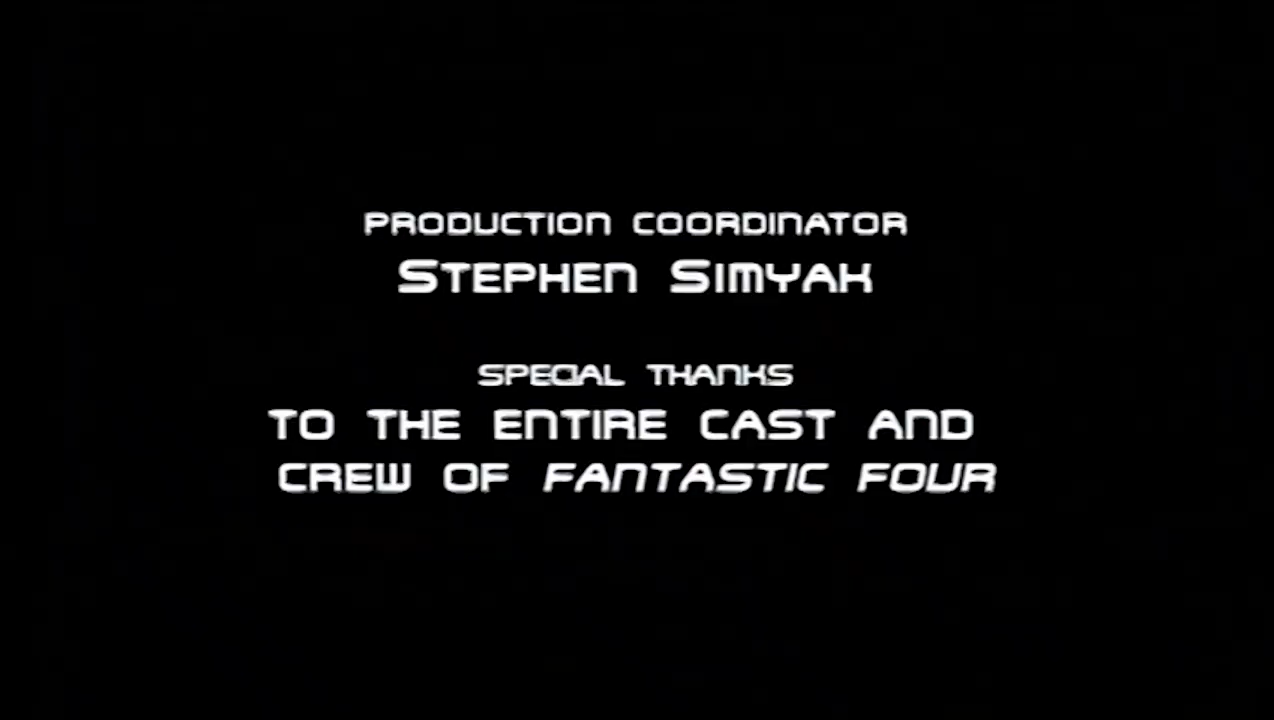 PRODUCTION COORDINATOR
STEPHEN SIMYAK
SPECIAL THANKS
TO THE ENTIRE CAST AND
CREW OF FANTASTIC FOUR